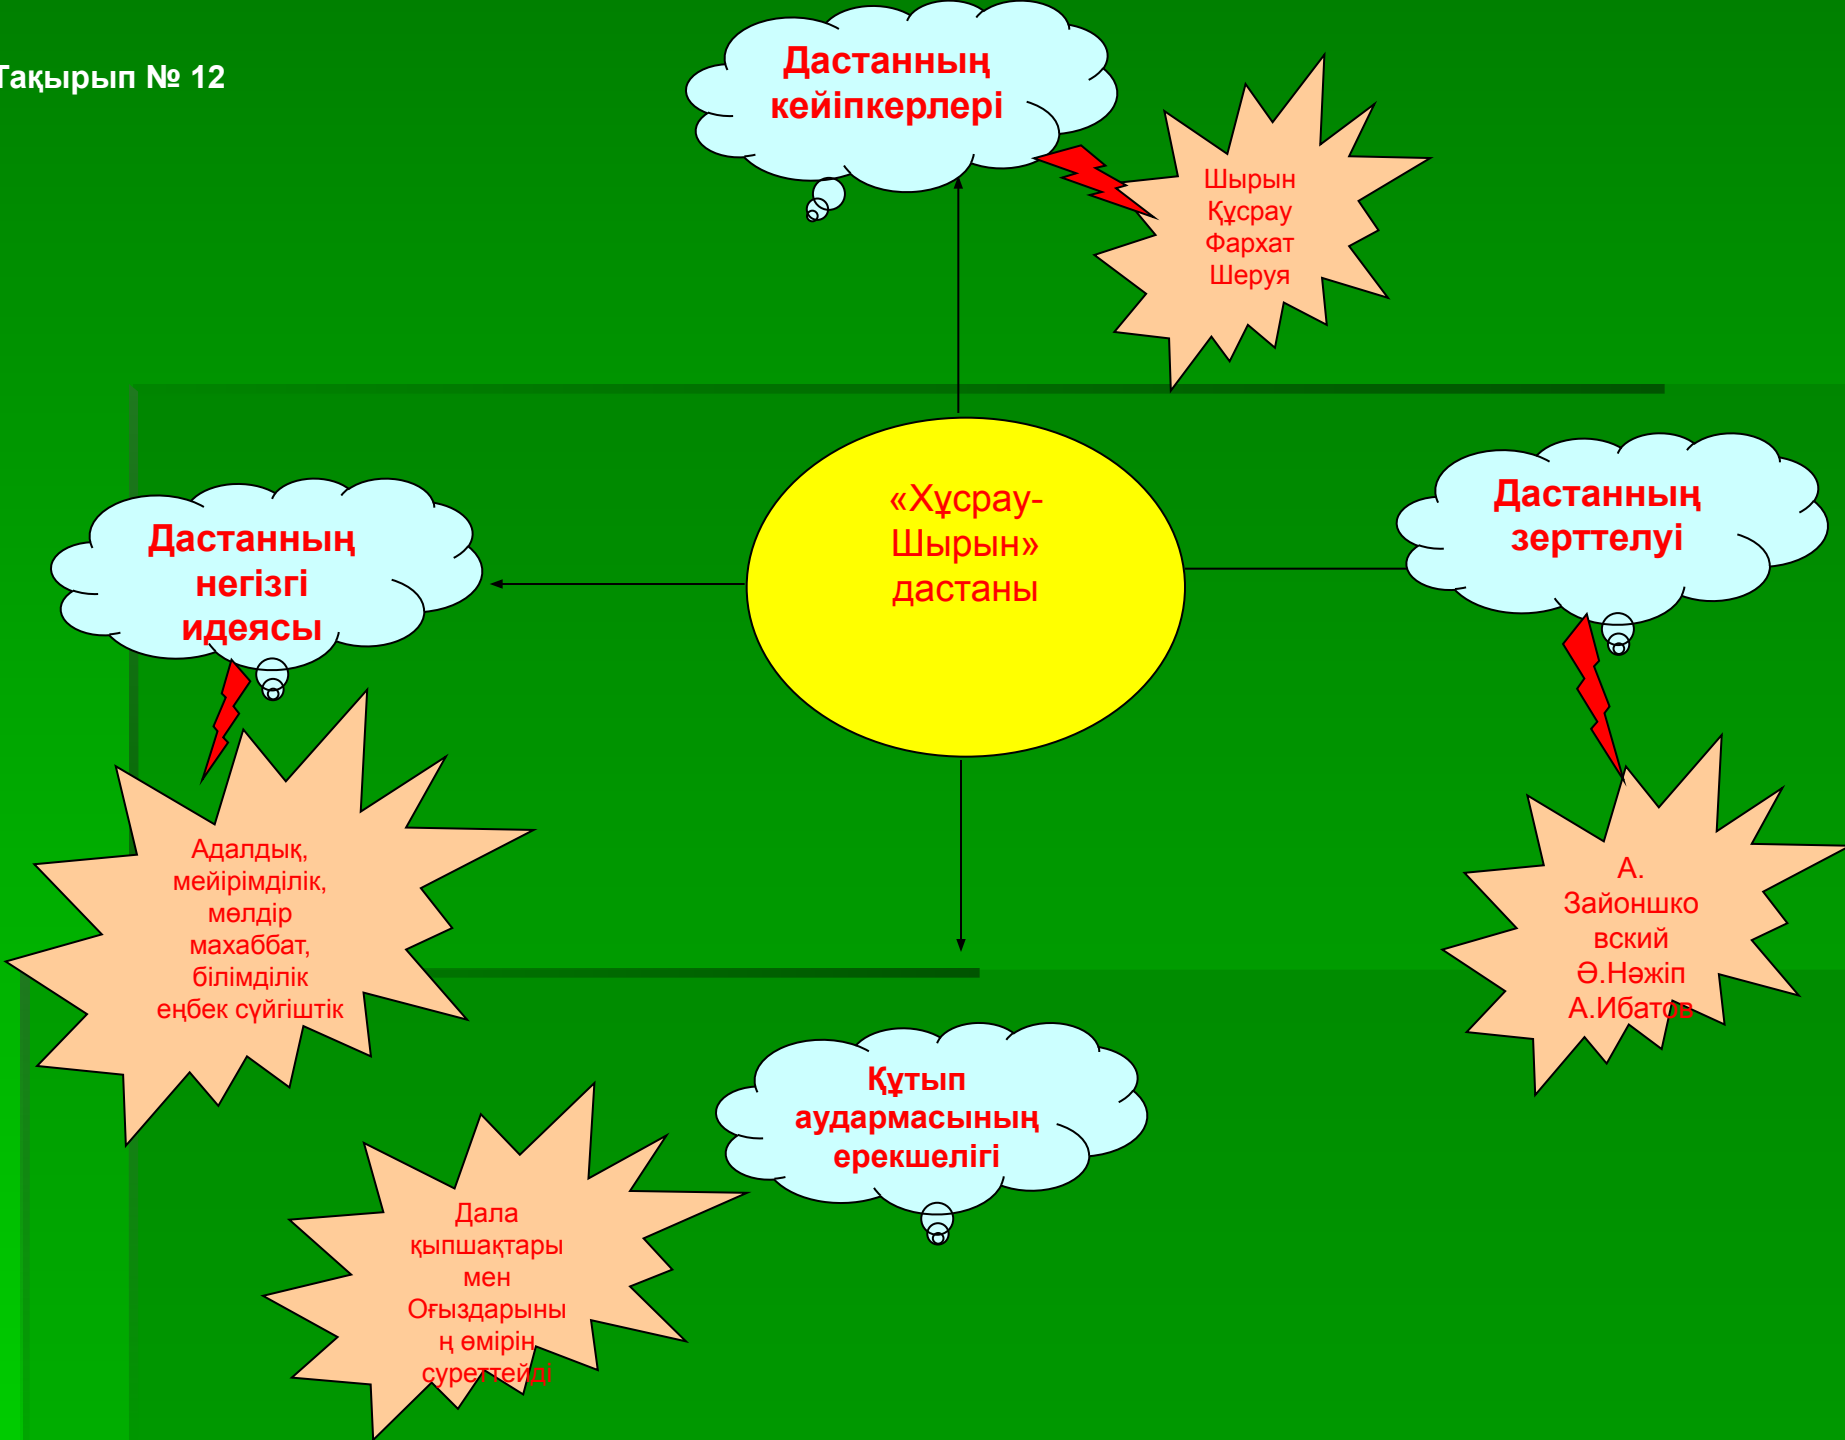 Тақырып № 12
Дастанның
кейіпкерлері
Шырын
Құсрау
Фархат
Шеруя
«Хұсрау-
Шырын»
дастаны
Дастанның
зерттелуі
Дастанның
негізгі
идеясы
Адалдық,
мейірімділік,
мөлдір
махаббат,
білімділік
еңбек сүйгіштік
А.
Зайоншко
вский
Ә.Нәжіп
А.Ибатов
Құтып
аудармасының
ерекшелігі
Дала
қыпшақтары
мен
Оғыздарыны
ң өмірін
суреттейді